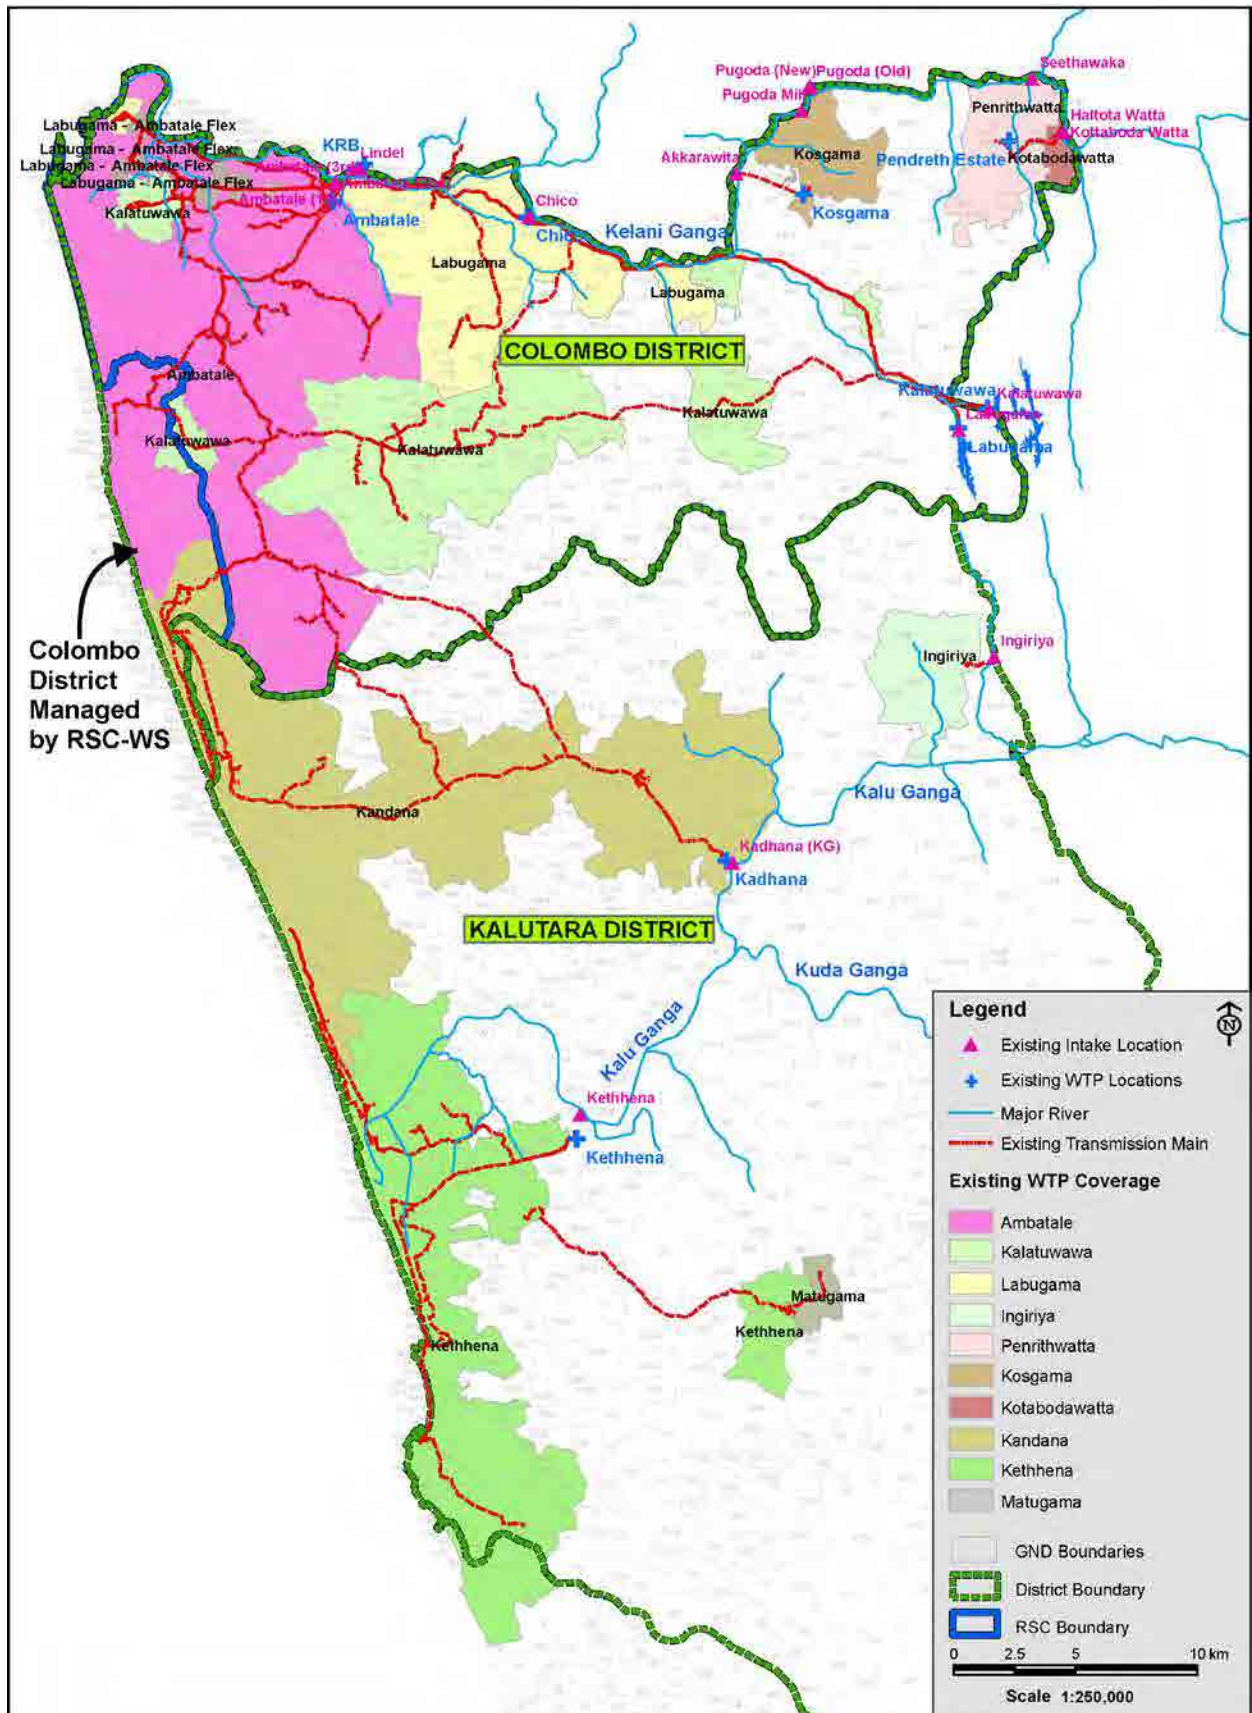 Pugoda (New)
Pugoda (Old)
Seethawaka
Pugoda Mi
Penrithwatta
Hattota Watta
Kottaboda Watta
Labugama - Ambatale Flex
KRB
Lindel
Labugama - Ambatale Flex
Akkarawita
Kosgama
Pendreth Estate
Kotabodawatta
Labugama - Ambatale Flex
Labugama - Ambatale Flex
Kalatuwawa
Ambatale
Chico
Kosgama
Kelani Ganga
Labugama
Labugama
COLOMBO DISTRICT
Ambatale
Kalatuwawa
Kalatuwawa
Kalatuwawa
Kalatuwawa
Kalatuwawa
Labugama
Colombo
District
Managed
by RSC-WS
Ingiriya
Ingiriya
Kalu Ganga
Kandana
Kadhana (KG)
Kadhana
KALUTARA DISTRICT
Kuda Ganga
Kalu Ganga
Kethhena
Kethhena
Matugama
Kethhena
Kethhena
Legend
N
Existing Intake Location
Existing WTP Locations
Major River
Existing Transmission Main
Existing WTP Coverage
Ambatale
Kalatuwawa
Labugama
Ingiriya
Penrithwatta
Kosgama
Kotabodawatta
Kandana
Kethhena
Matugama
GND Boundaries
District Boundary
RSC Boundary
0 2.5 5 10 km
Scale 1:250,000